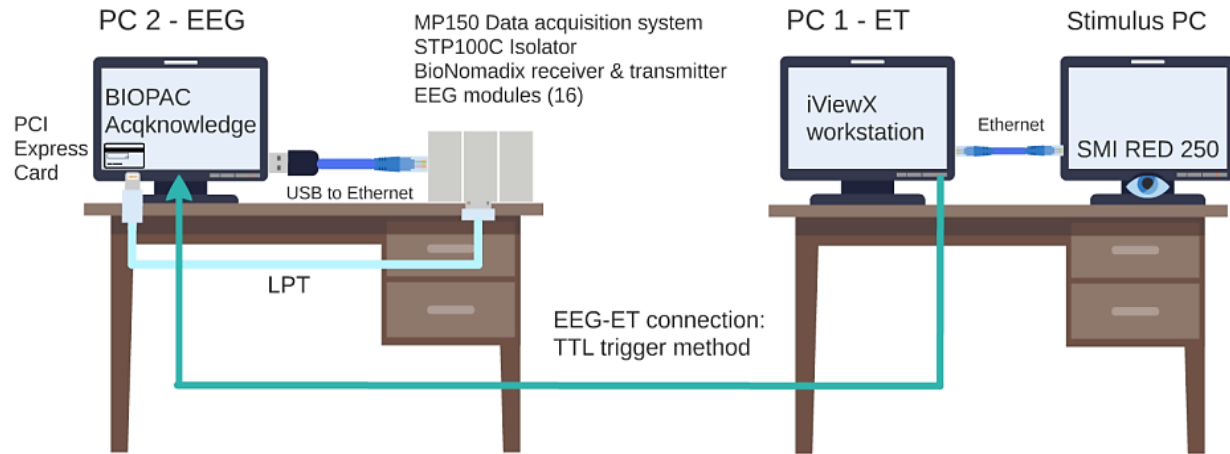 PC 2 - EEG
MP150 Data acquisition system
STP100C Isolator
BioNomadix receiver & transmitter
EEG modules (16)
PC 1 - ET
Stimulus PC
BIOPAC
Acqknowledge
PCI
Express
Card
USB to Ethernet
iViewX
workstation
Ethernet
SMI RED 250
LPT
EEG-ET connection:
TTL trigger method